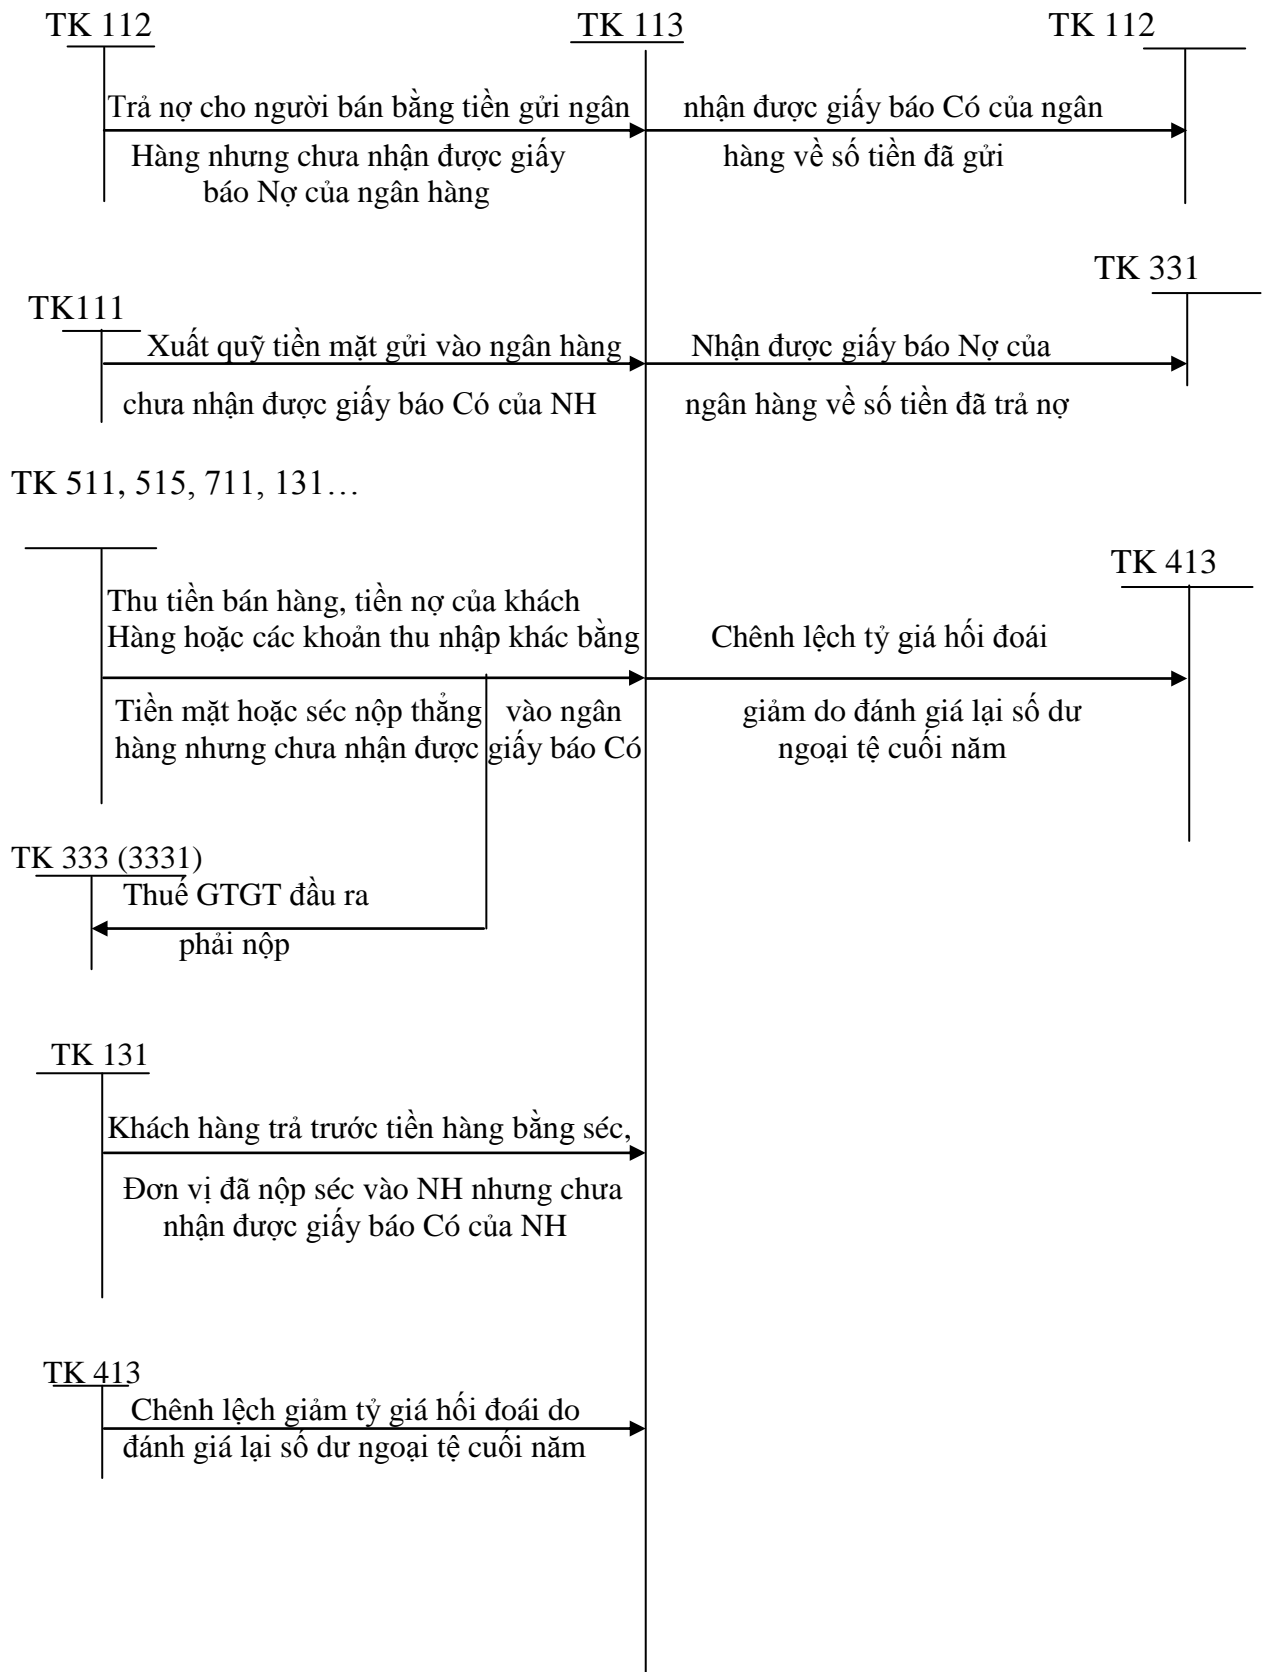 TK 112
TK 113
TK 112
Trả nợ cho người bán bằng tiền gửi ngân
Hàng nhưng chưa nhận được giấy
báo Nợ của ngân hàng
nhận được giấy báo Có của ngân
hàng về số tiền đã gửi
TK111
TK 331
Xuất quỹ tiền mặt gửi vào ngân hàng
chưa nhận được giấy báo Có của NH
Nhận được giấy báo Nợ của
ngân hàng về số tiền đã trả nợ
TK 511, 515, 711, 131…
TK 413
Thu tiền bán hàng, tiền nợ của khách
Hàng hoặc các khoản thu nhập khác bằng
Tiền mặt hoặc séc nộp thẳng vào ngân
hàng nhưng chưa nhận được giấy báo Có
Chênh lệch tỷ giá hối đoái
giảm do đánh giá lại số dư
ngoại tệ cuối năm
TK 333 (3331)
Thuế GTGT đầu ra
phải nộp
TK 131
Khách hàng trả trước tiền hàng bằng séc,
Đơn vị đã nộp séc vào NH nhưng chưa
nhận được giấy báo Có của NH
TK 413
Chênh lệch giảm tỷ giá hối đoái do
đánh giá lại số dư ngoại tệ cuối năm